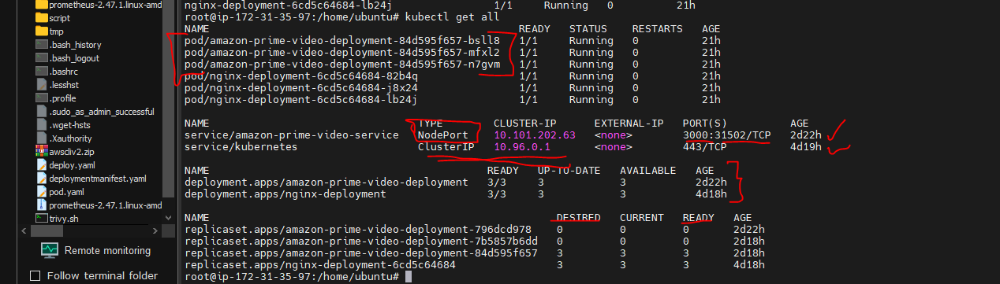 prometheus-2.47.1.linux-amd
script
tmp
.bash_history
.bash_logout
.bashrc
.lesshst
.profile
.sudo_as_admin_successful
.wget-hsts
.Xauthority
awscliv2.zip
deploy.yaml
deploymentmanifest.yaml
pod.yaml
prometheus-2.47.1.linux-amd
trivy.sh
Remote monitoring
Follow terminal folder
nginx-deployment-6cd5c64684-lb24j 1/1 Running 0 21h
root@ip-172-31-35-97:/home/ubuntu# kubectl get all
NAME READY STATUS RESTARTS AGE
pod/amazon-prime-video-deployment-84d595f657-bsll8 1/1 Running 0 21h
pod/amazon-prime-video-deployment-84d595f657-mfxl2 1/1 Running 0 21h
pod/amazon-prime-video-deployment-84d595f657-n7gvm 1/1 Running 0 21h
pod/nginx-deployment-6cd5c64684-82b4q 1/1 Running 0 21h
pod/nginx-deployment-6cd5c64684-j8x24 1/1 Running 0 21h
pod/nginx-deployment-6cd5c64684-lb24j 1/1 Running 0 21h
NAME TYPE CLUSTER-IP EXTERNAL-IP PORT(S) AGE
service/amazon-prime-video-service NodePort 10.101.202.63 <none> 3000:31502/TCP 2d22h
service/kubernetes ClusterIP 10.96.0.1 <none> 443/TCP 4d19h
NAME READY UP-TO-DATE AVAILABLE AGE
deployment.apps/amazon-prime-video-deployment 3/3 3 3 2d22h
deployment.apps/nginx-deployment 3/3 3 3 4d18h
NAME DESIRED CURRENT READY AGE
replicaset.apps/amazon-prime-video-deployment-796dcd978 0 0 0 2d22h
replicaset.apps/amazon-prime-video-deployment-7b5857b6dd 0 0 0 2d18h
replicaset.apps/amazon-prime-video-deployment-84d595f657 3 3 3 2d18h
replicaset.apps/nginx-deployment-6cd5c64684 3 3 3 4d18h
root@ip-172-31-35-97:/home/ubuntu#